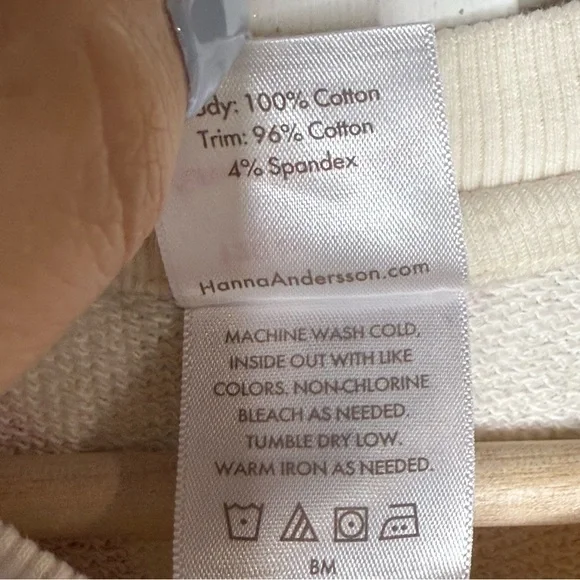 100% Cotton
Trim: 96% Cotton
4% Spandex
HannaAndersson.com
MACHINE WASH COLD,
INSIDE OUT WITH LIKE
COLORS. NON-CHLORINE
BLEACH AS NEEDED.
TUMBLE DRY LOW.
WARM IRON AS NEEDED.
BM